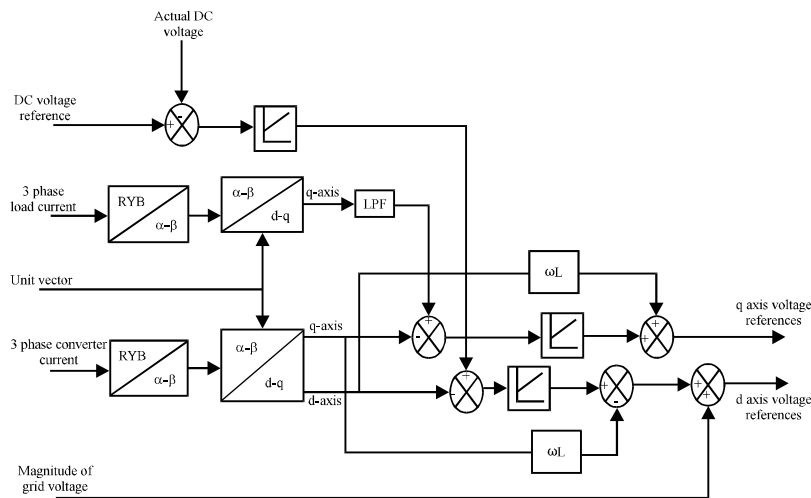 Actual DC
voltage
DC voltage
reference
+
-
3 phase
load current
RYB
α-β
α-β
d-q
q-axis
LPF
Unit vector
ωL
3 phase converter
current
RYB
α-β
α-β
d-q
q-axis
d-axis
+
-
+
+
q axis voltage
references
+
-
+
-
+
+
d axis voltage
references
ωL
Magnitude of
grid voltage